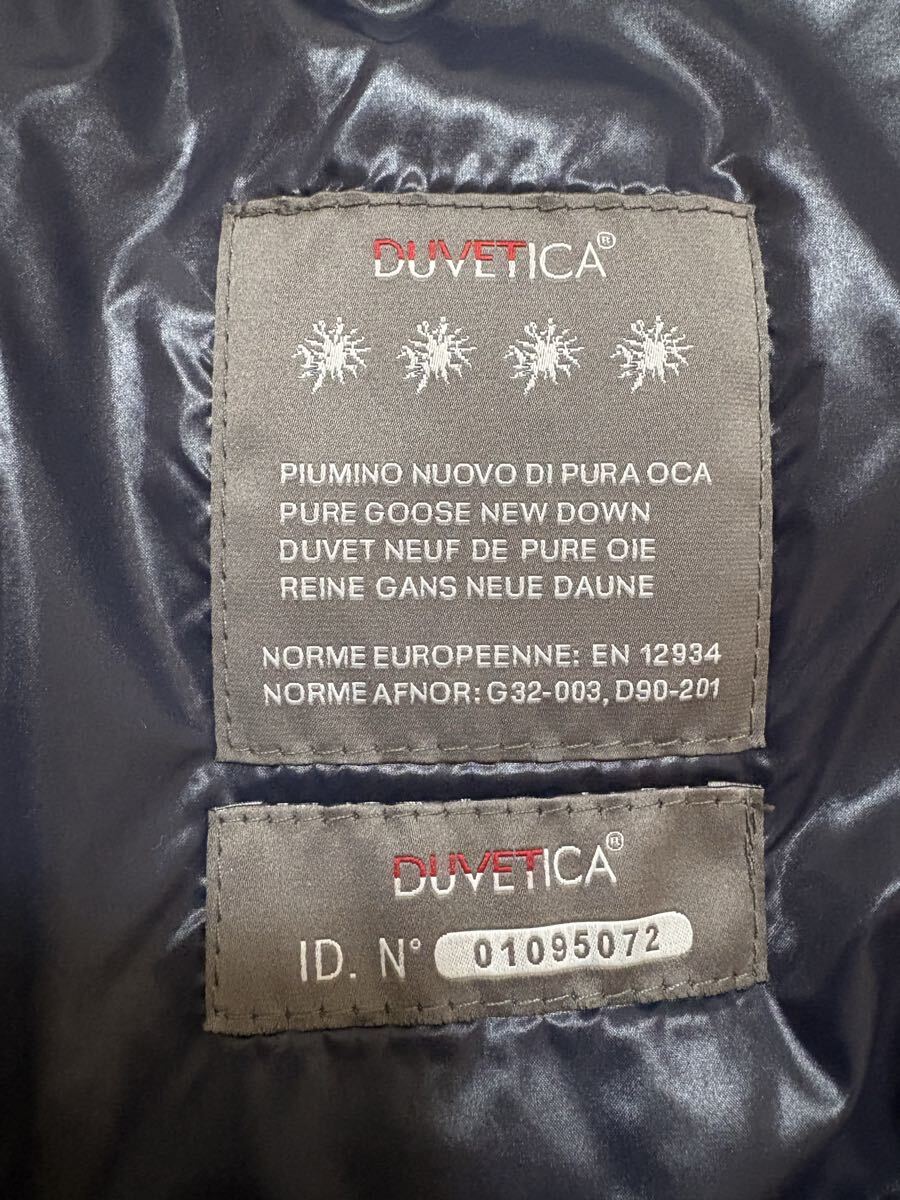 DUVETICA®
PIUMINO NUOVO DI PURA OCA
PURE GOOSE NEW DOWN
DUVET NEUF DE PURE OIE
REINE GANS NEUE DAUNE
NORME EUROPEENNE: EN 12934
NORME AFNOR: G32-003, D90-201
DUVETICA®
ID. N° 01095072